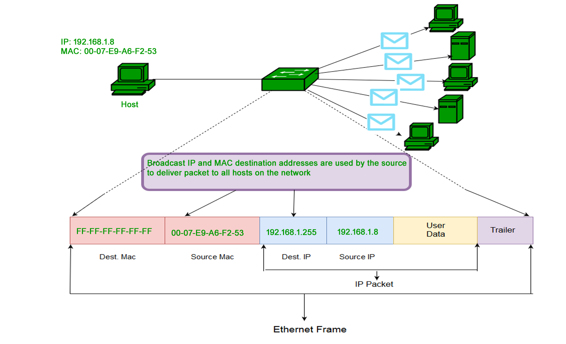 IP: 192.168.1.8
MAC: 00-07-E9-A6-F2-53
Host
Broadcast IP and MAC destination addresses are used by the source
to deliver packet to all hosts on the network
FF-FF-FF-FF-FF-FF
00-07-E9-A6-F2-53
192.168.1.255
192.168.1.8
User
Data
Trailer
Dest. Mac
Source Mac
Dest. IP
Source IP
IP Packet
Ethernet Frame